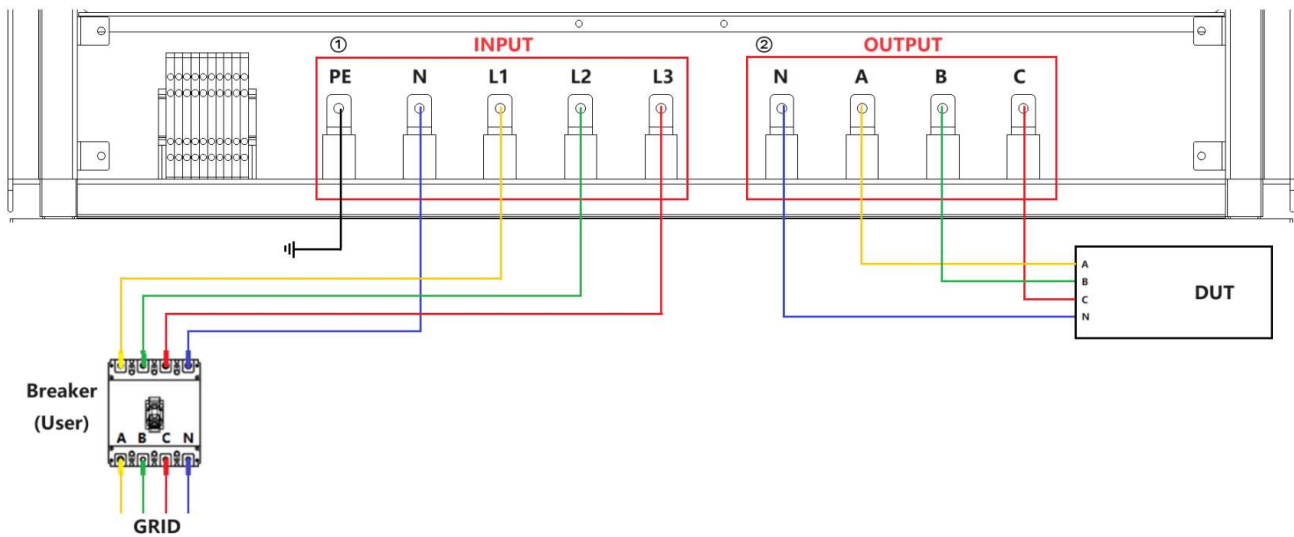 ① INPUT
PE N L1 L2 L3
② OUTPUT
N A B C
A
B
C
N
DUT
Breaker
(User)
A B C N
GRID